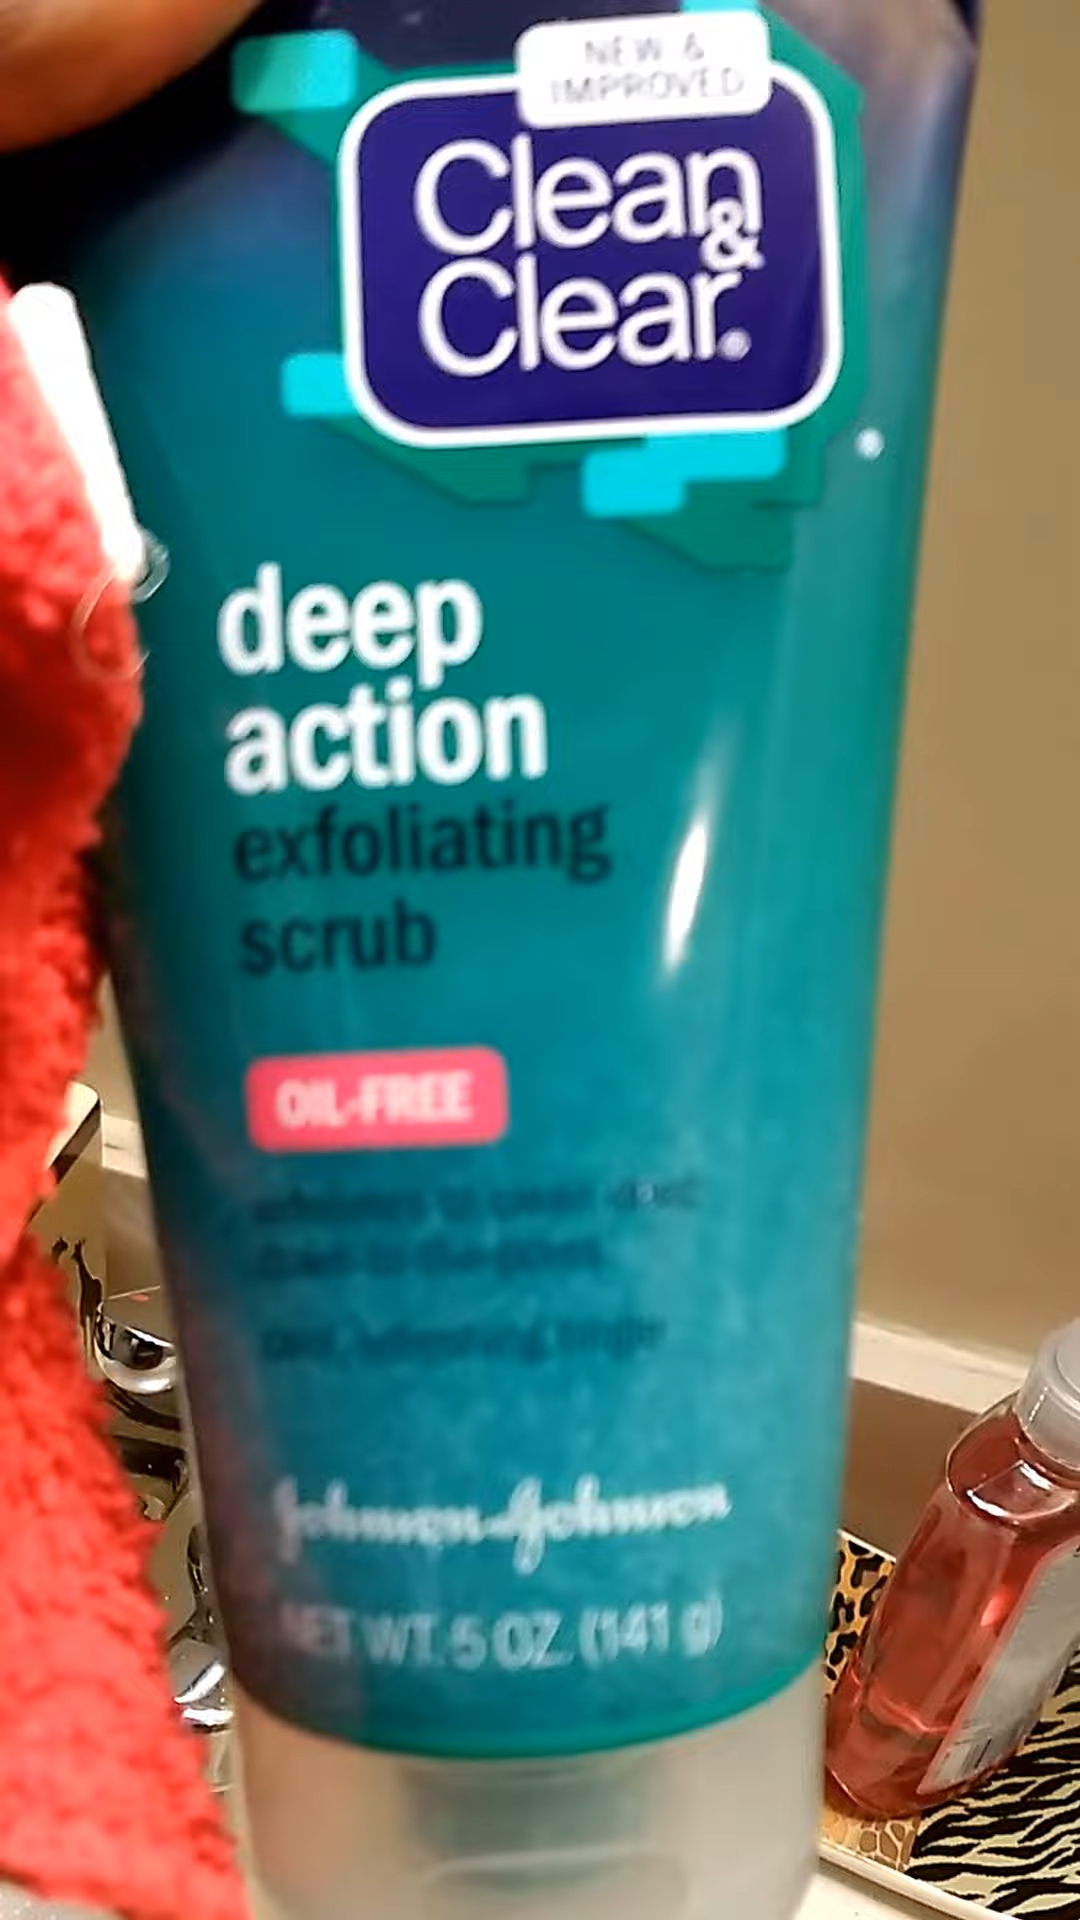 NEW &
IMPROVED
Clean
&
Clear®
deep
action
exfoliating
scrub
OIL-FREE
Johnson & Johnson
NET WT. 5 OZ. (141 g)